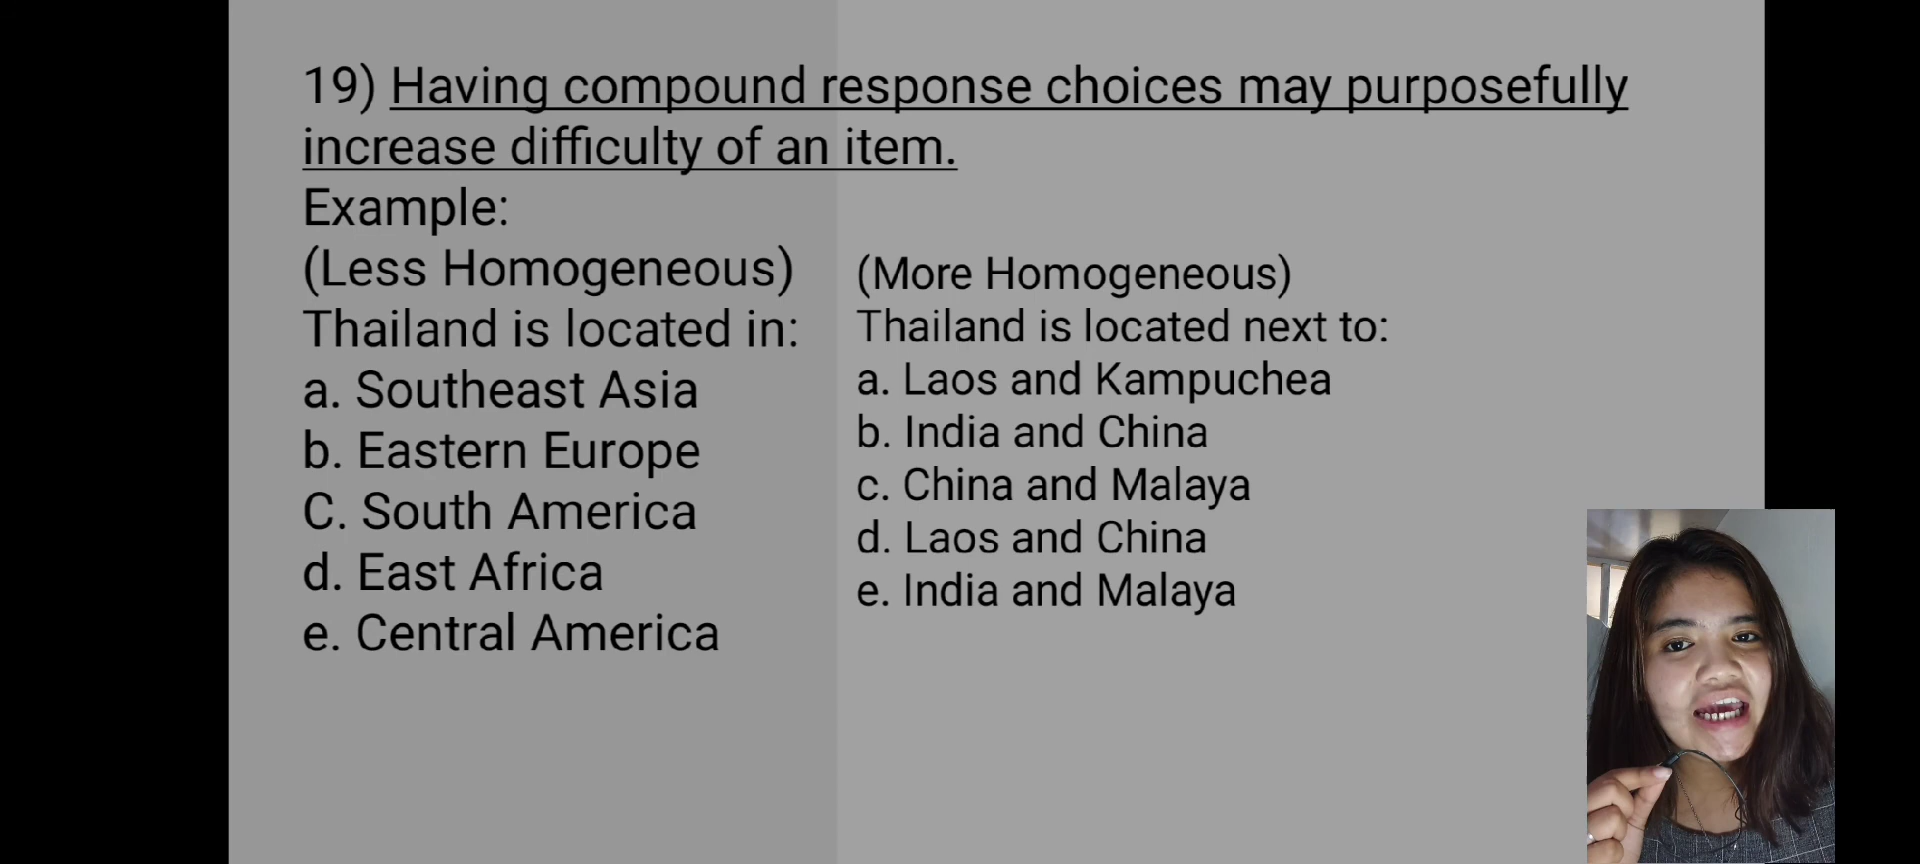 19) Having compound response choices may purposefully
increase difficulty of an item.
Example:
(Less Homogeneous)
Thailand is located in:
a. Southeast Asia
b. Eastern Europe
C. South America
d. East Africa
e. Central America
(More Homogeneous)
Thailand is located next to:
a. Laos and Kampuchea
b. India and China
c. China and Malaya
d. Laos and China
e. India and Malaya